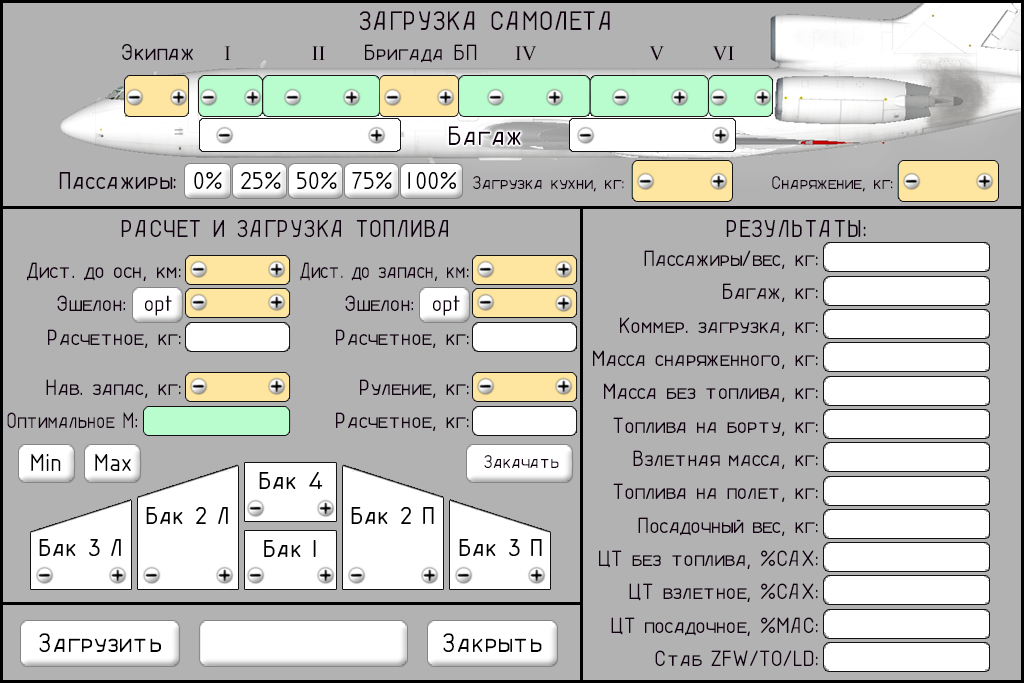 ЗАГРУЗКА САМОЛЕТА
Экипаж I II Бригада БП IV V VI
Багаж
Пассажиры: 0% 25% 50% 75% 100% Загрузка кухни, кг: Снаряжение, кг:
РАСЧЕТ И ЗАГРУЗКА ТОПЛИВА
Дист. до осн, км: Дист. до запасн, км:
Эшелон: opt Эшелон: opt
Расчетное, кг: Расчетное, кг:
Нав. запас, кг: Руление, кг:
Оптимальное М: Расчетное, кг:
Min Max Закачать
Бак 4
Бак 2 Л Бак 2 П
Бак 3 Л Бак 1 Бак 3 П
Загрузить Закрыть
РЕЗУЛЬТАТЫ:
Пассажиры/вес, кг:
Багаж, кг:
Коммер. загрузка, кг:
Масса снаряженного, кг:
Масса без топлива, кг:
Топлива на борту, кг:
Взлетная масса, кг:
Топлива на полет, кг:
Посадочный вес, кг:
ЦТ без топлива, %САХ:
ЦТ взлетное, %САХ:
ЦТ посадочное, %МАС:
Стаб ZFW/TO/LD: